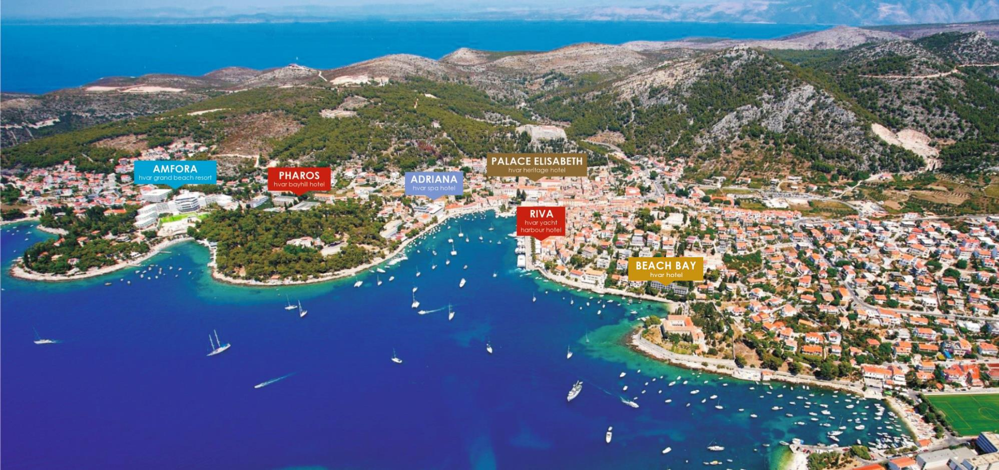 AMFORA
hvar grand beach resort
PHAROS
hvar bayhill hotel
ADRIANA
hvar spa hotel
PALACE ELISABETH
hvar heritage hotel
RIVA
hvar yacht
harbour hotel
BEACH BAY
hvar hotel